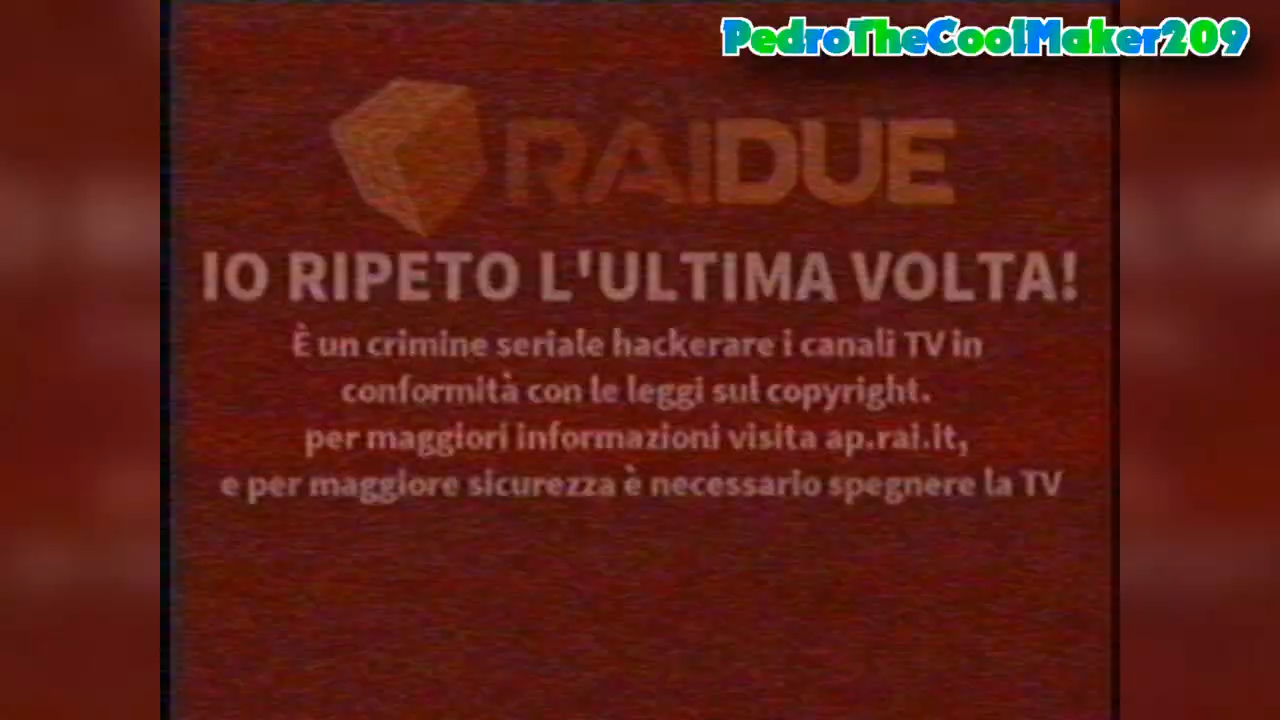 PedroTheCoolMaker209
RAIDUE
IO RIPETO L'ULTIMA VOLTA!
È un crimine seriale hackerare i canali TV in
conformità con le leggi sul copyright.
per maggiori informazioni visita ap.rai.it,
e per maggiore sicurezza è necessario spegnere la TV